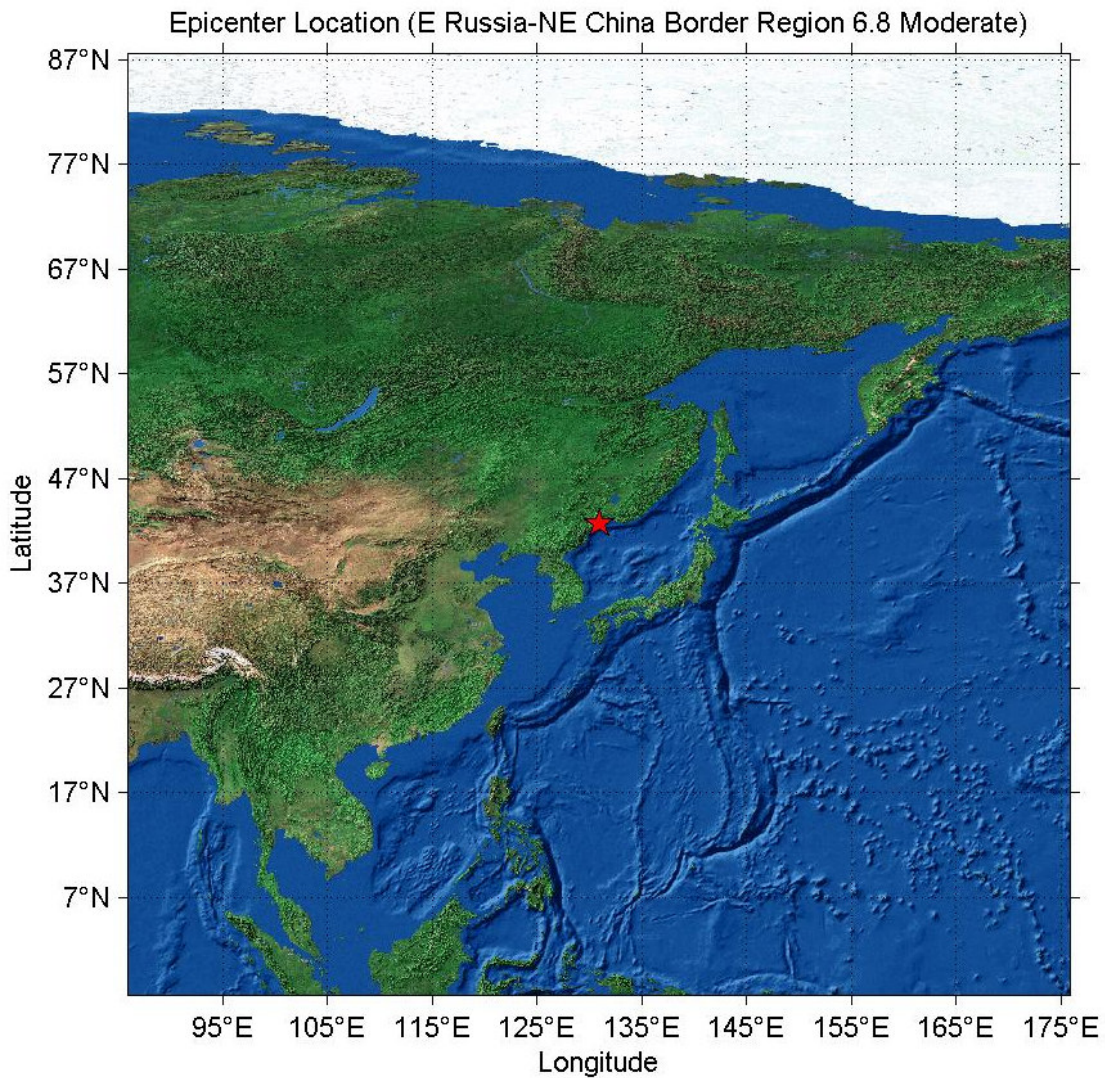 Epicenter Location (E Russia-NE China Border Region 6.8 Moderate)
87°N
77°N
67°N
57°N
47°N
37°N
27°N
17°N
7°N
Latitude
95°E 105°E 115°E 125°E 135°E 145°E 155°E 165°E 175°E
Longitude